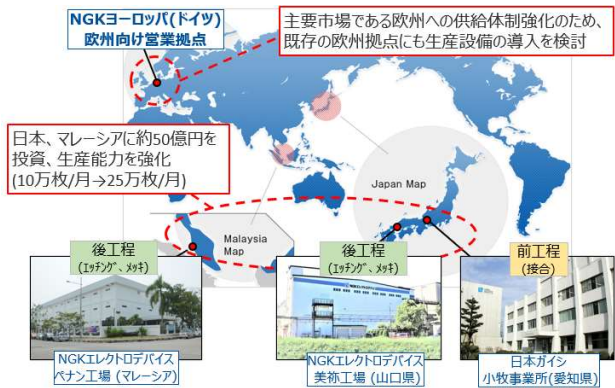 NGKヨーロッパ(ドイツ)
欧州向け営業拠点
主要市場である欧州への供給体制強化のため、
既存の欧州拠点にも生産設備の導入を検討
日本、マレーシアに約50億円を
投資、生産能力を強化
(10万枚/月→25万枚/月)
Japan Map
Malaysia
Map
後工程
(ｴｯﾁﾝｸﾞ、ﾒｯｷ)
後工程
(ｴｯﾁﾝｸﾞ、ﾒｯｷ)
前工程
(接合)
NGKエレクトロデバイス
ペナン工場 (マレーシア)
NGKエレクトロデバイス
美祢工場 (山口県)
日本ガイシ
小牧事業所(愛知県)